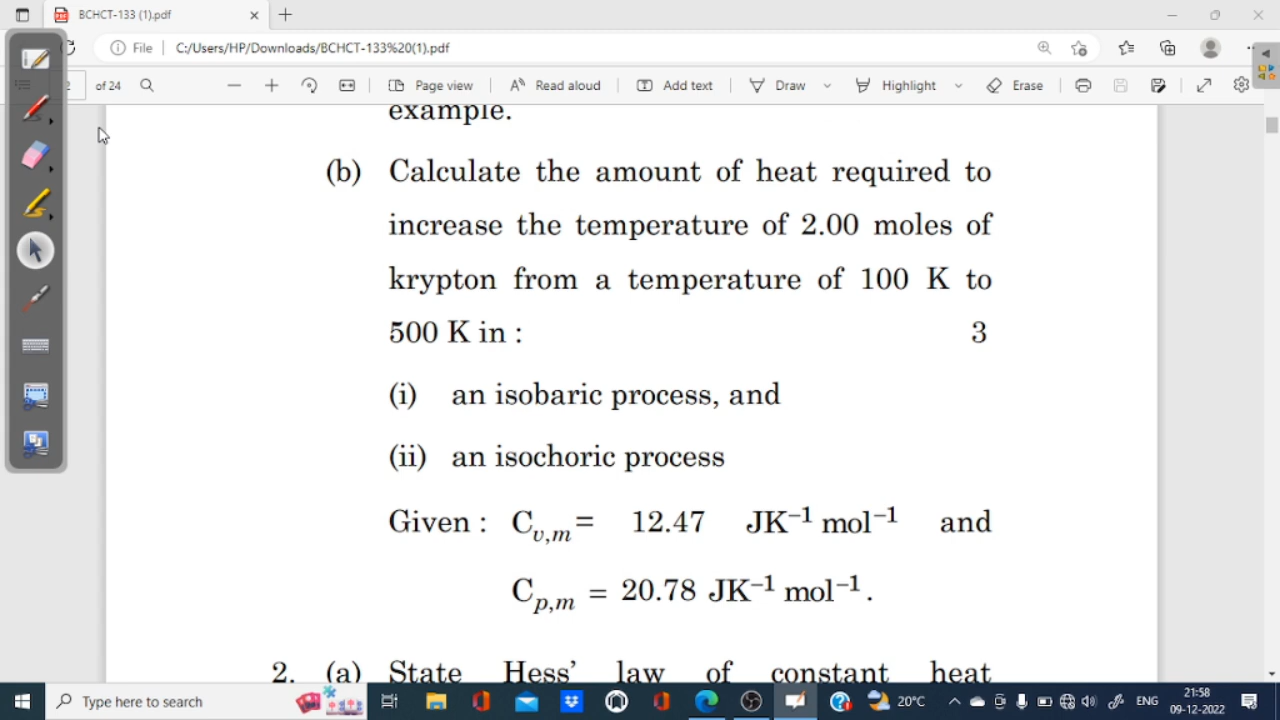 BCHCT-133 (1).pdf
File C:/Users/HP/Downloads/BCHCT-133%20(1).pdf
2 of 24 Page view Read aloud Add text Draw Highlight Erase
example.
(b) Calculate the amount of heat required to
increase the temperature of 2.00 moles of
krypton from a temperature of 100 K to
500 K in : 3
(i) an isobaric process, and
(ii) an isochoric process
Given : Cv,m = 12.47 JK⁻¹ mol⁻¹ and
Cp,m = 20.78 JK⁻¹ mol⁻¹.
2. (a) State Hess' law of constant heat
Type here to search 20°C ENG 21:58
09-12-2022